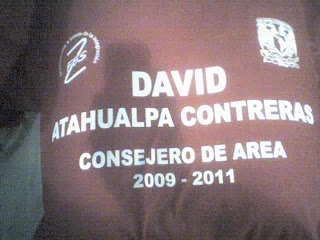 DAVID
ATAHUALPA CONTRERAS
CONSEJERO DE AREA
2009 - 2011